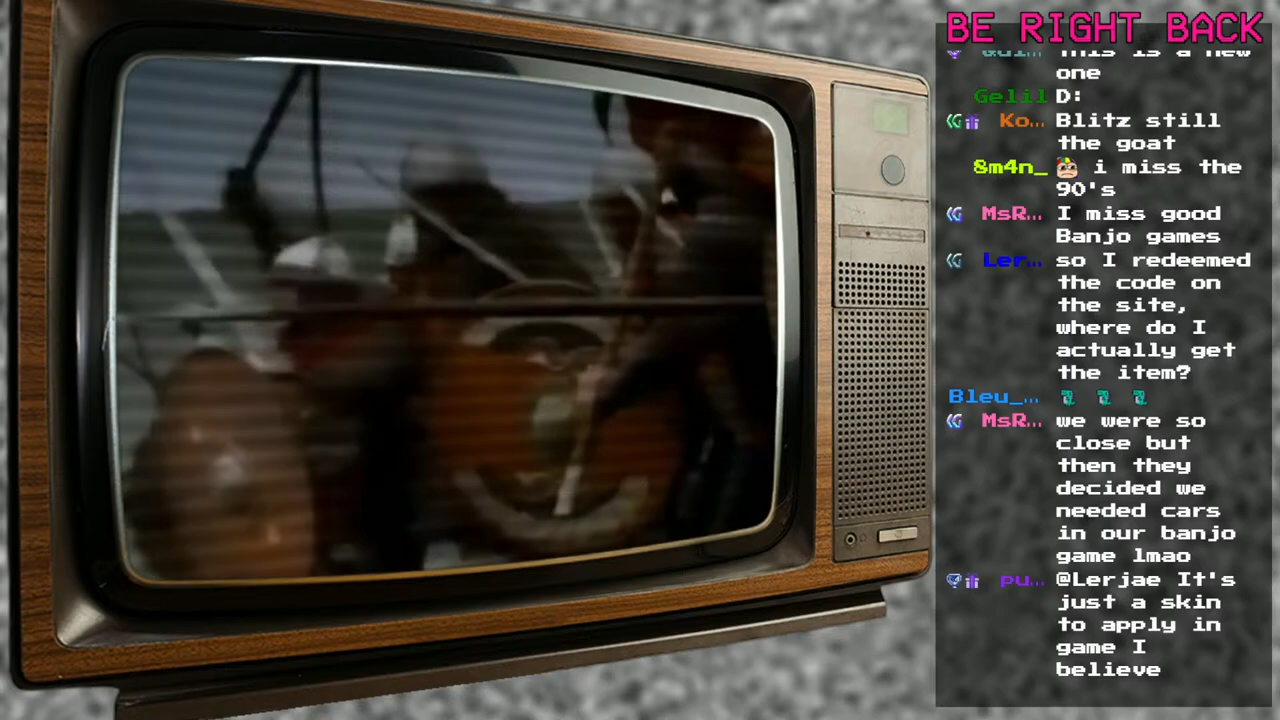 BE RIGHT BACK
This is a new
one
Gelil D:
Ko... Blitz still
the goat
8m4n_ i miss the
90's
MsR... I miss good
Banjo games
Ler... so I redeemed
the code on
the site,
where do I
actually get
the item?
Bleu_...
MsR... we were so
close but
then they
decided we
needed cars
in our banjo
game lmao
pu... @Lerjae It's
just a skin
to apply in
game I
believe